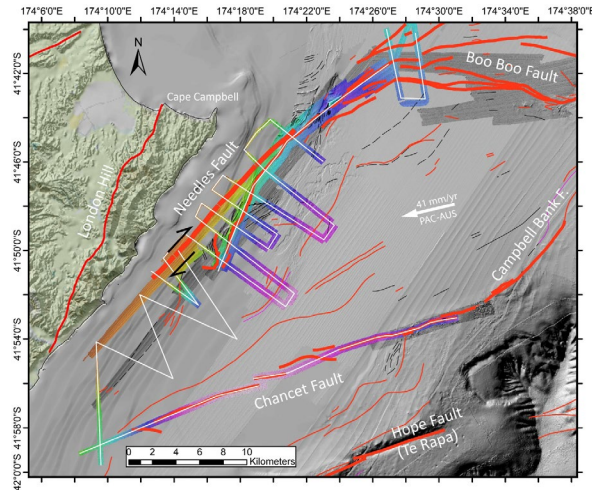 174°6'0"E
174°10'0"E
174°14'0"E
174°18'0"E
174°22'0"E
174°26'0"E
174°30'0"E
174°34'0"E
174°38'0"E
41°42'0"S
41°46'0"S
41°50'0"S
41°54'0"S
41°58'0"S
42°0'0"S
N
Boo Boo Fault
Cape Campbell
Needles Fault
London Hill
41 mm/yr
PAC-AUS
Campbell Bank F.
Chancet Fault
Hope Fault
(Te Rapa)
0 2 4 6 8 10
Kilometers